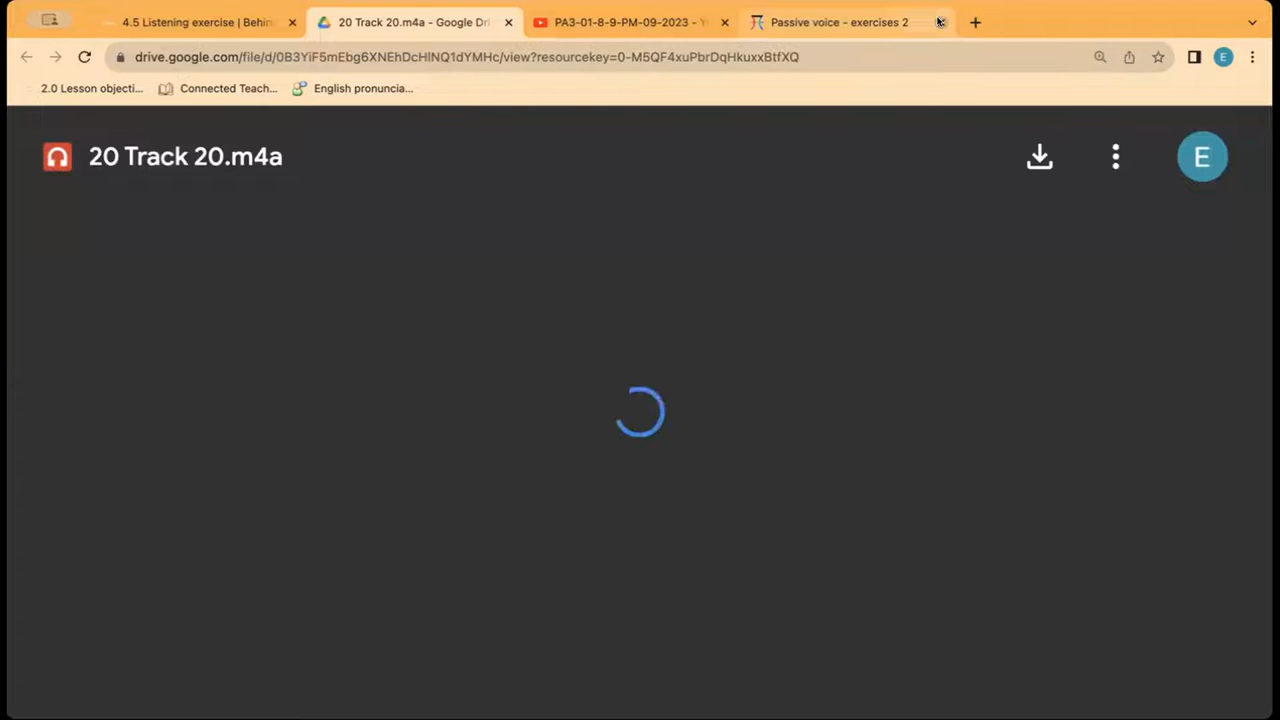 4.5 Listening exercise | Behin
20 Track 20.m4a - Google Dri
PA3-01-8-9-PM-09-2023 - Y
Passive voice - exercises 2
drive.google.com/file/d/0B3YiF5mEbg6XNEhDcHlNQ1dYMHc/view?resourcekey=0-M5QF4xuPbrDqHkuxxBtfXQ
E
2.0 Lesson objecti...
Connected Teach...
English pronuncia...
20 Track 20.m4a
E